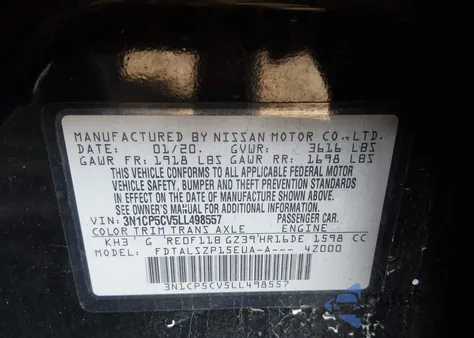 MANUFACTURED BY NISSAN MOTOR CO.,LTD.
DATE: 01/20. GVWR: 3616 LBS
GAWR FR: 1918 LBS GAWR RR: 1698 LBS
THIS VEHICLE CONFORMS TO ALL APPLICABLE FEDERAL MOTOR
VEHICLE SAFETY, BUMPER AND THEFT PREVENTION STANDARDS
IN EFFECT ON THE DATE OF MANUFACTURE SHOWN ABOVE.
SEE OWNER'S MANUAL FOR ADDITIONAL INFORMATION.
VIN: 3N1CP5CV5LL498557 PASSENGER CAR.
COLOR TRIM TRANS AXLE ENGINE
KH3 G RE0F11B GZ39 HR16DE 1598 CC
MODEL: FDTALSZP15EUA-A--- 4Z000
3N1CP5CV5LL498557